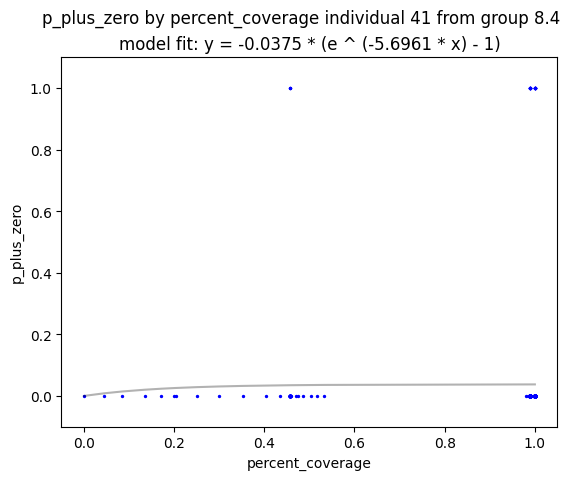 p_plus_zero by percent_coverage individual 41 from group 8.4
model fit: y = -0.0375 * (e ^ (-5.6961 * x) - 1)
1.0
0.8
0.6
0.4
0.2
0.0
p_plus_zero
0.0 0.2 0.4 0.6 0.8 1.0
percent_coverage